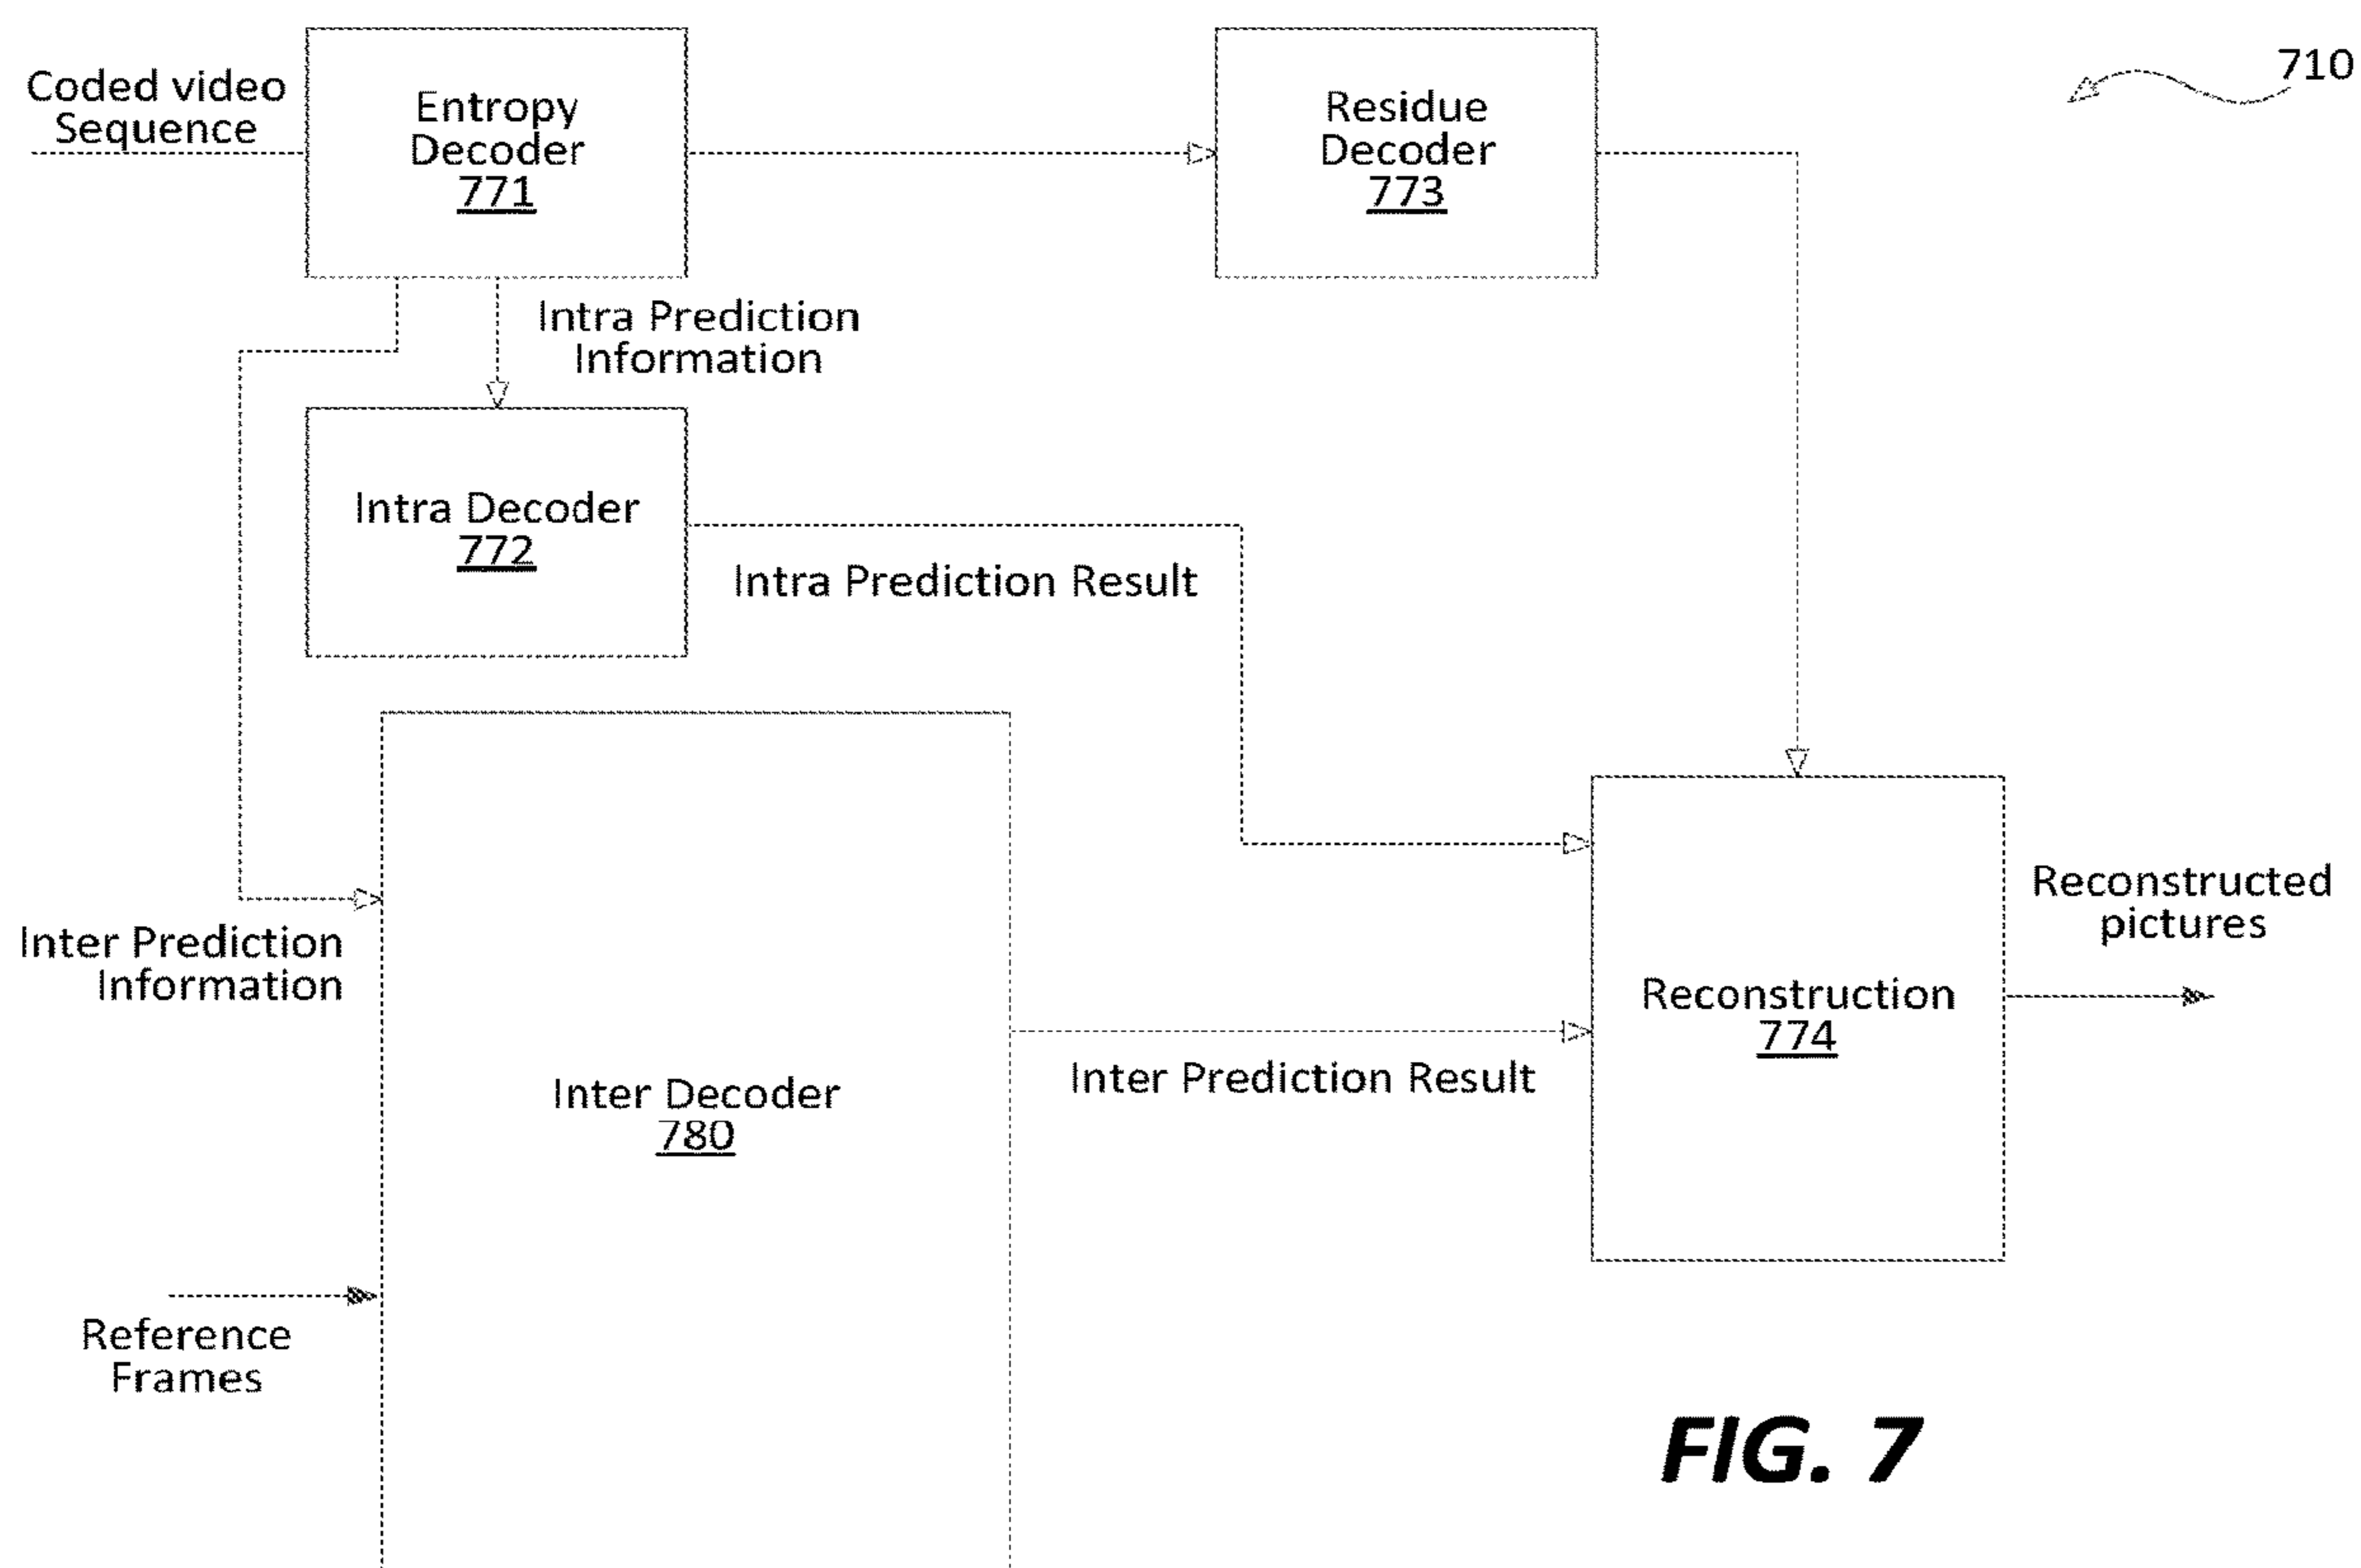 Coded video
Sequence
Entropy
Decoder
771
Residue
Decoder
773
710
Intra Prediction
Information
Intra Decoder
772
Intra Prediction Result
Inter Prediction
Information
Inter Decoder
780
Inter Prediction Result
Reconstruction
774
Reconstructed
pictures
Reference
Frames
FIG. 7